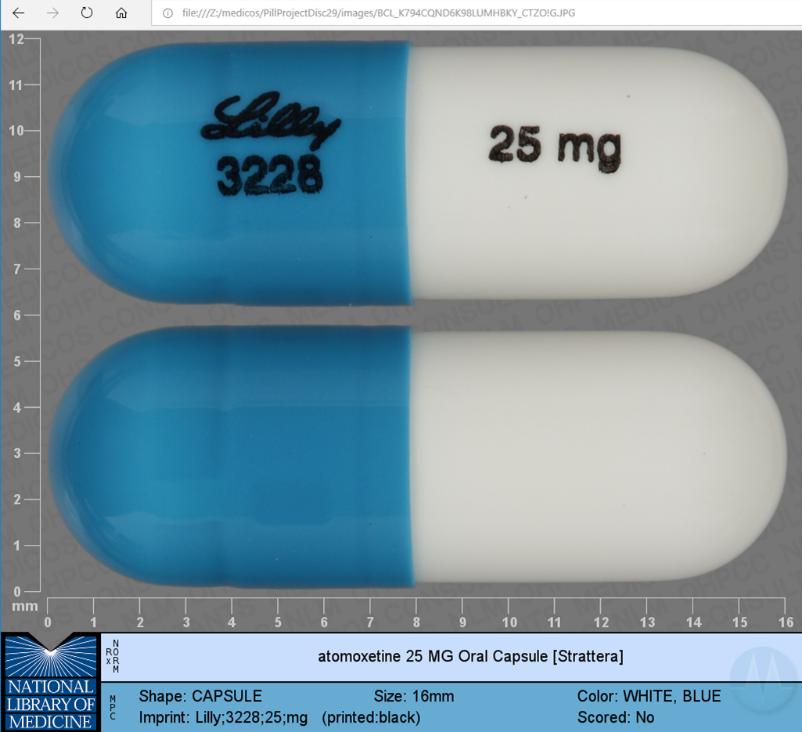 file:///Z:/medicos/PillProjectDisc29/images/BCL_K794CQND6K98LUMHBKY_CTZO!G.JPG
12
11
10
9
8
7
6
5
4
3
2
1
0
mm
0 1 2 3 4 5 6 7 8 9 10 11 12 13 14 15 16
Lilly
3228
25 mg
Rx
NORM
atomoxetine 25 MG Oral Capsule [Strattera]
NATIONAL
LIBRARY OF
MEDICINE
MPC
Shape: CAPSULE Size: 16mm Color: WHITE, BLUE
Imprint: Lilly;3228;25;mg (printed:black) Scored: No